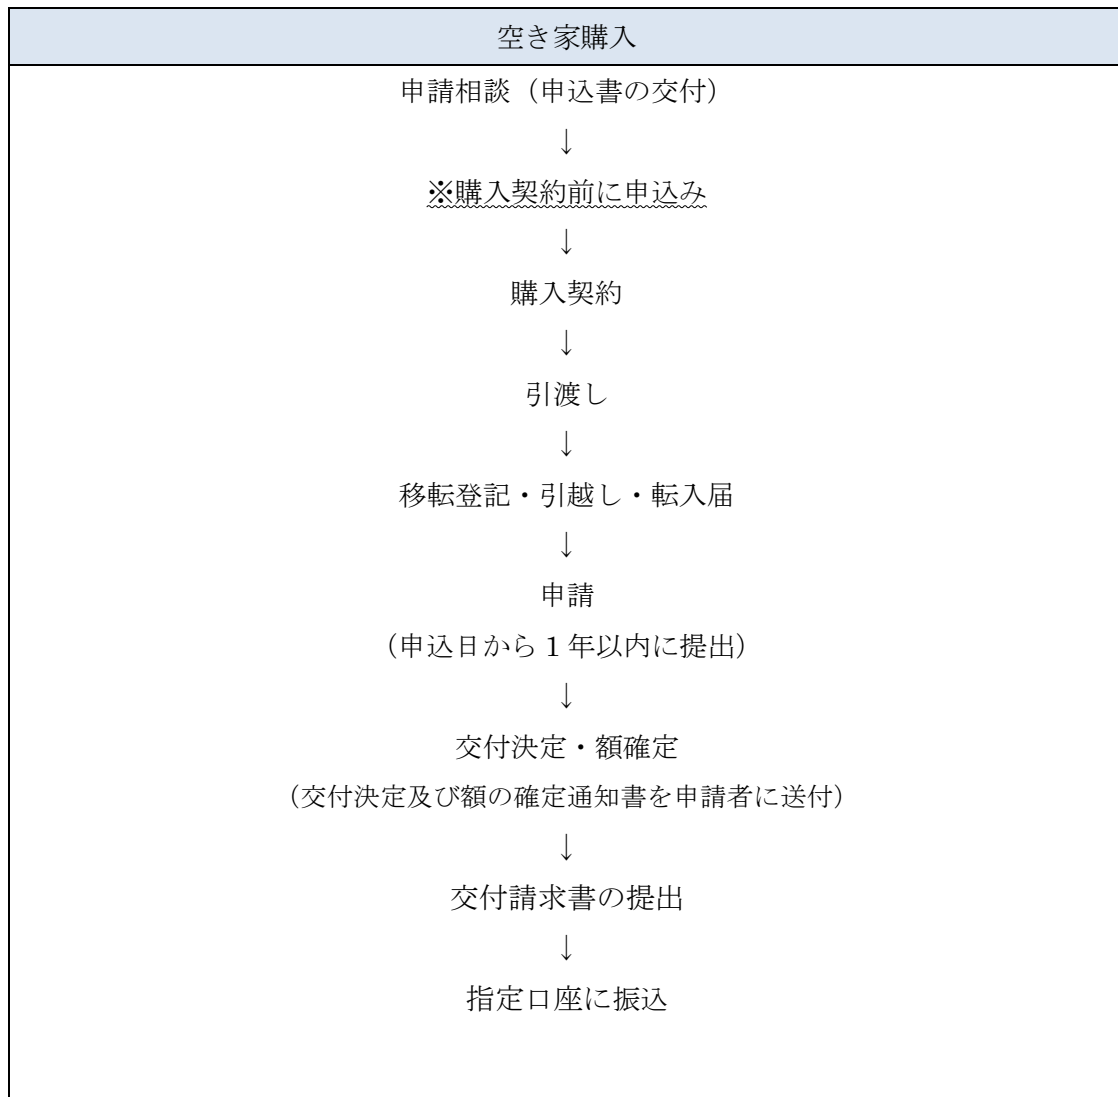 空き家購入
申請相談（申込書の交付）
↓
※購入契約前に申込み
↓
購入契約
↓
引渡し
↓
移転登記・引越し・転入届
↓
申請
（申込日から１年以内に提出）
↓
交付決定・額確定
（交付決定及び額の確定通知書を申請者に送付）
↓
交付請求書の提出
↓
指定口座に振込